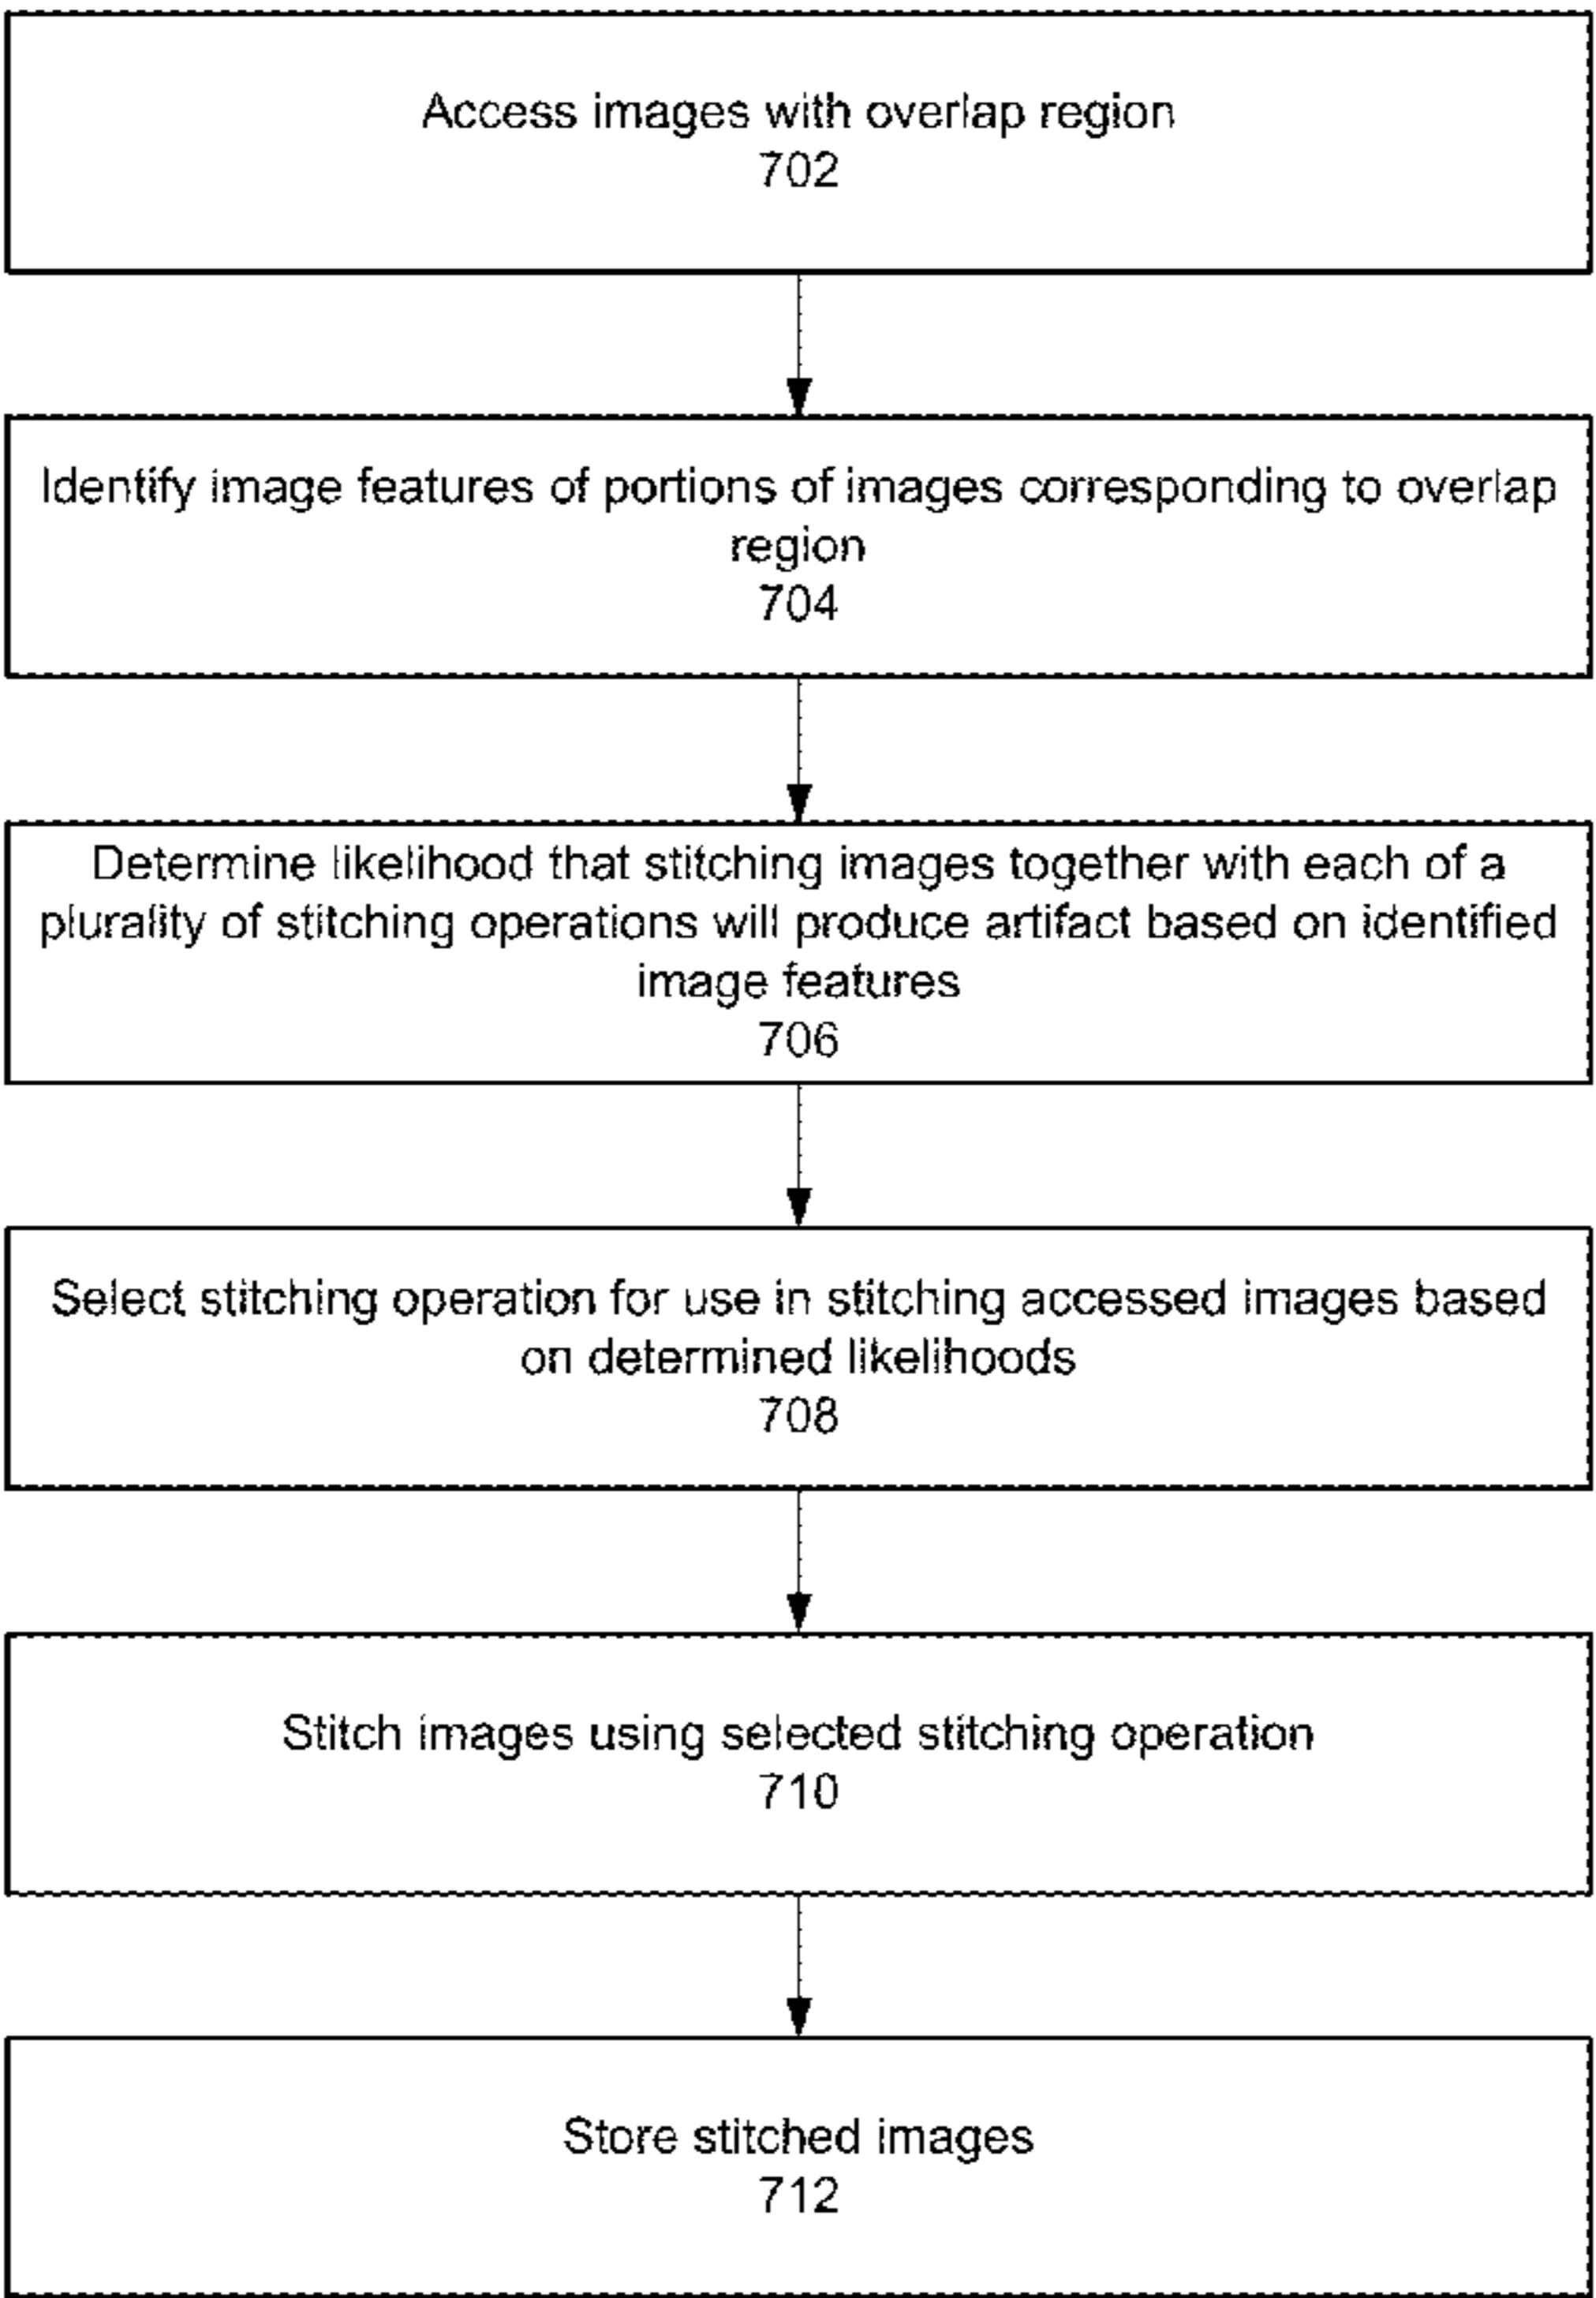 Access images with overlap region
702
Identify image features of portions of images corresponding to overlap
region
704
Determine likelihood that stitching images together with each of a
plurality of stitching operations will produce artifact based on identified
image features
706
Select stitching operation for use in stitching accessed images based
on determined likelihoods
708
Stitch images using selected stitching operation
710
Store stitched images
712